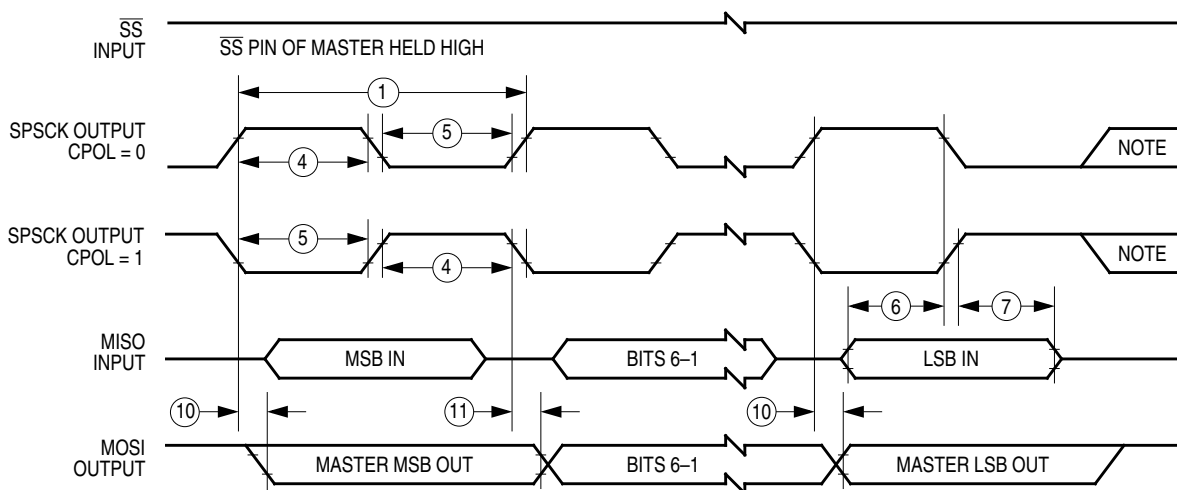 SS
INPUT
SS PIN OF MASTER HELD HIGH
1
SPSCK OUTPUT
CPOL = 0
5
4
NOTE
SPSCK OUTPUT
CPOL = 1
5
4
NOTE
6
7
MISO
INPUT
MSB IN
BITS 6–1
LSB IN
10
11
10
MOSI
OUTPUT
MASTER MSB OUT
BITS 6–1
MASTER LSB OUT